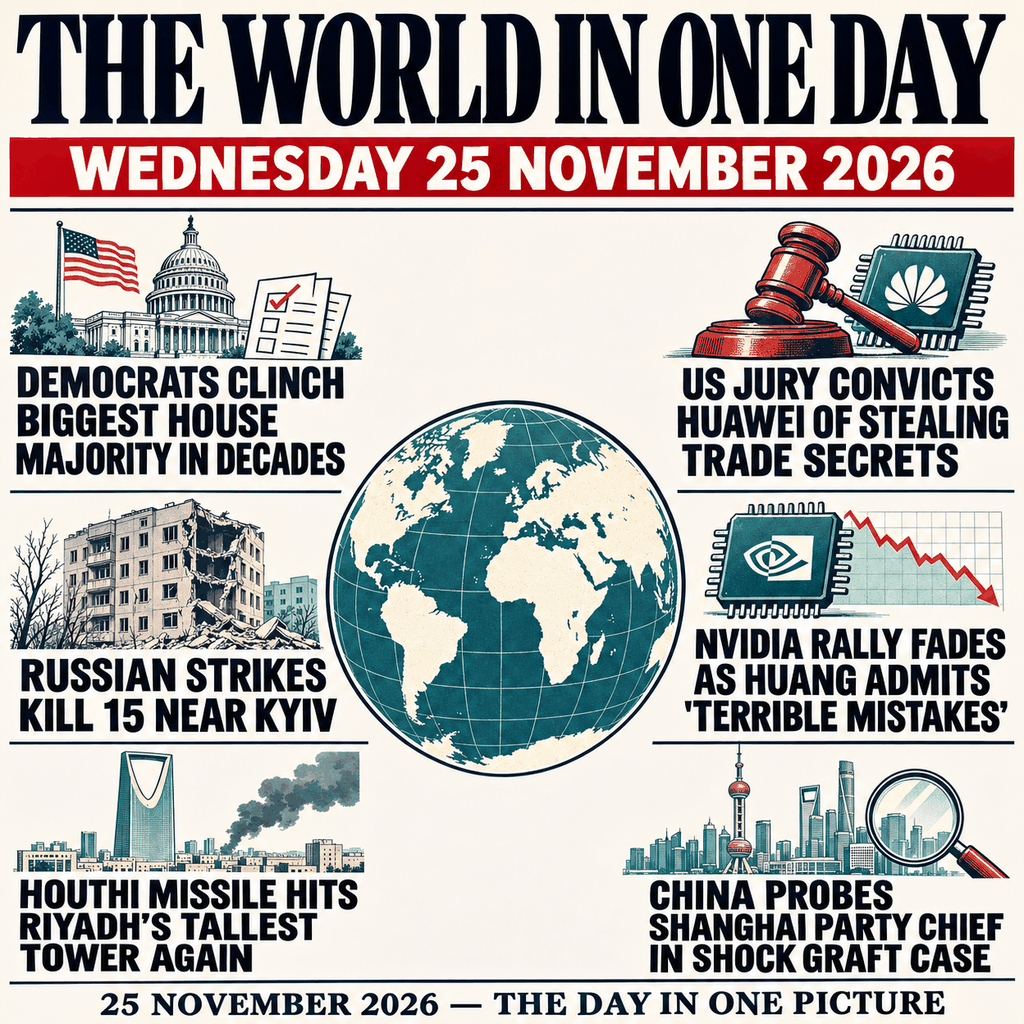 THE WORLD IN ONE DAY
WEDNESDAY 25 NOVEMBER 2026
DEMOCRATS CLINCH
BIGGEST HOUSE
MAJORITY IN DECADES
US JURY CONVICTS
HUAWEI OF STEALING
TRADE SECRETS
RUSSIAN STRIKES
KILL 15 NEAR KYIV
NVIDIA RALLY FADES
AS HUANG ADMITS
'TERRIBLE MISTAKES’
HOUTHI MISSILE HITS
RIYADH’S TALLEST
TOWER AGAIN
CHINA PROBES
SHANGHAI PARTY CHIEF
IN SHOCK GRAFT CASE
25 NOVEMBER 2026 — THE DAY IN ONE PICTURE